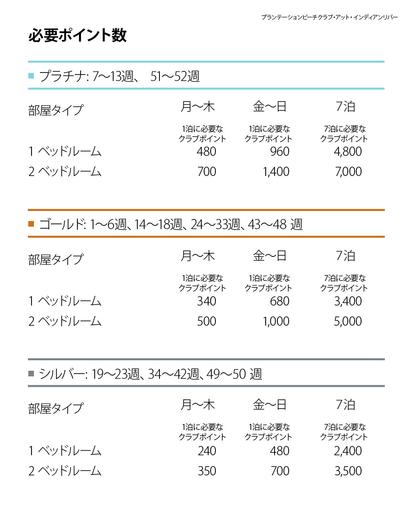 プランテーションビーチクラブ・アット・インディアンリバー
必要ポイント数
プラチナ: 7〜13週、 51〜52週
部屋タイプ 月〜木 金〜日 7泊
1泊に必要な 1泊に必要な 7泊に必要な
クラブポイント クラブポイント クラブポイント
1 ベッドルーム 480 960 4,800
2 ベッドルーム 700 1,400 7,000
ゴールド: 1〜6週、14〜18週、24〜33週、43〜48 週
部屋タイプ 月〜木 金〜日 7泊
1泊に必要な 1泊に必要な 7泊に必要な
クラブポイント クラブポイント クラブポイント
1 ベッドルーム 340 680 3,400
2 ベッドルーム 500 1,000 5,000
シルバー: 19〜23週、34〜42週、49〜50 週
部屋タイプ 月〜木 金〜日 7泊
1泊に必要な 1泊に必要な 7泊に必要な
クラブポイント クラブポイント クラブポイント
1 ベッドルーム 240 480 2,400
2 ベッドルーム 350 700 3,500